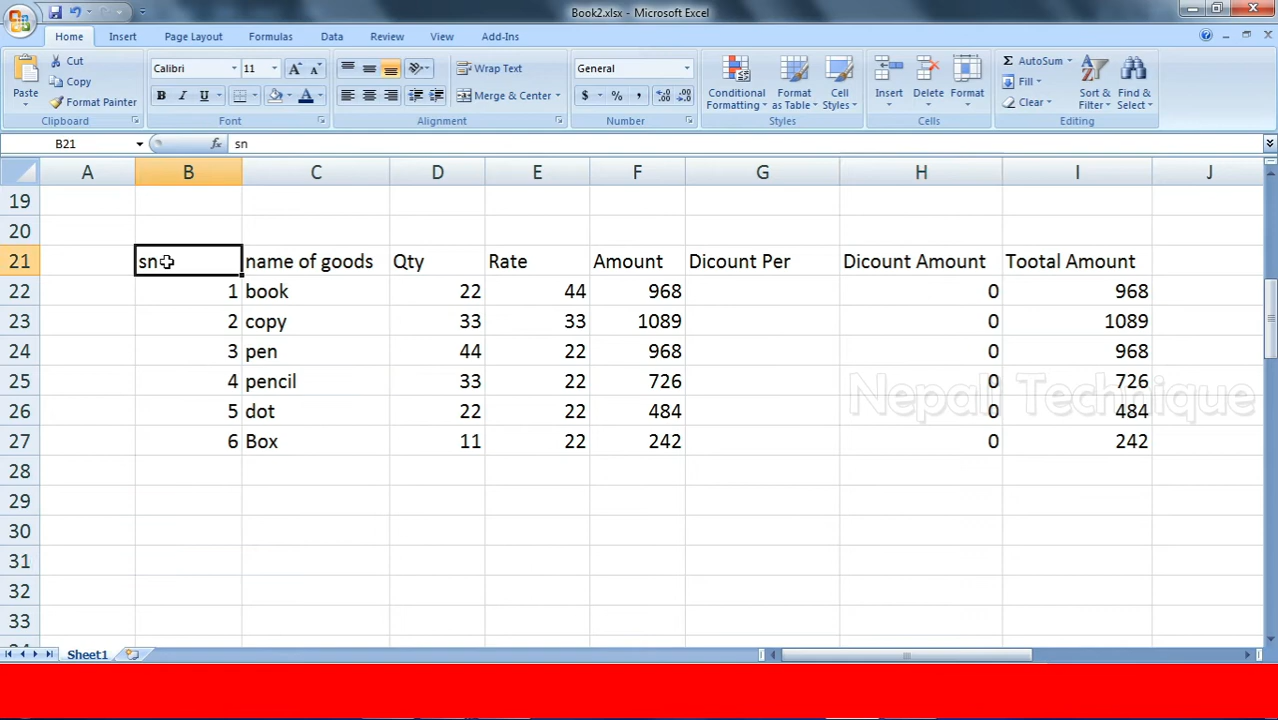 Book2.xlsx - Microsoft Excel
Home Insert Page Layout Formulas Data Review View Add-Ins
Paste
Cut
Copy
Format Painter
Clipboard
Calibri 11
B I U
Font
Wrap Text
Merge & Center
Alignment
General
$ % ,
Number
Conditional Formatting
Format as Table
Cell Styles
Styles
Insert Delete Format
Cells
AutoSum
Fill
Clear
Sort & Filter
Find & Select
Editing
B21 fx sn
A B C D E F G H I J
19
20
21 sn name of goods Qty Rate Amount Dicount Per Dicount Amount Tootal Amount
22 1 book 22 44 968 0 968
23 2 copy 33 33 1089 0 1089
24 3 pen 44 22 968 0 968
25 4 pencil 33 22 726 0 726
26 5 dot 22 22 484 0 484
27 6 Box 11 22 242 0 242
Nepali Technique
28
29
30
31
32
33
Sheet1